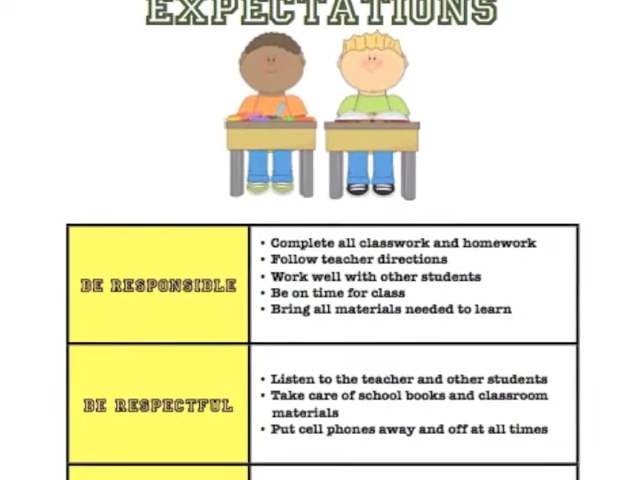 EXPECTATIONS
BE RESPONSIBLE
• Complete all classwork and homework
• Follow teacher directions
• Work well with other students
• Be on time for class
• Bring all materials needed to learn
BE RESPECTFUL
• Listen to the teacher and other students
• Take care of school books and classroom
materials
• Put cell phones away and off at all times